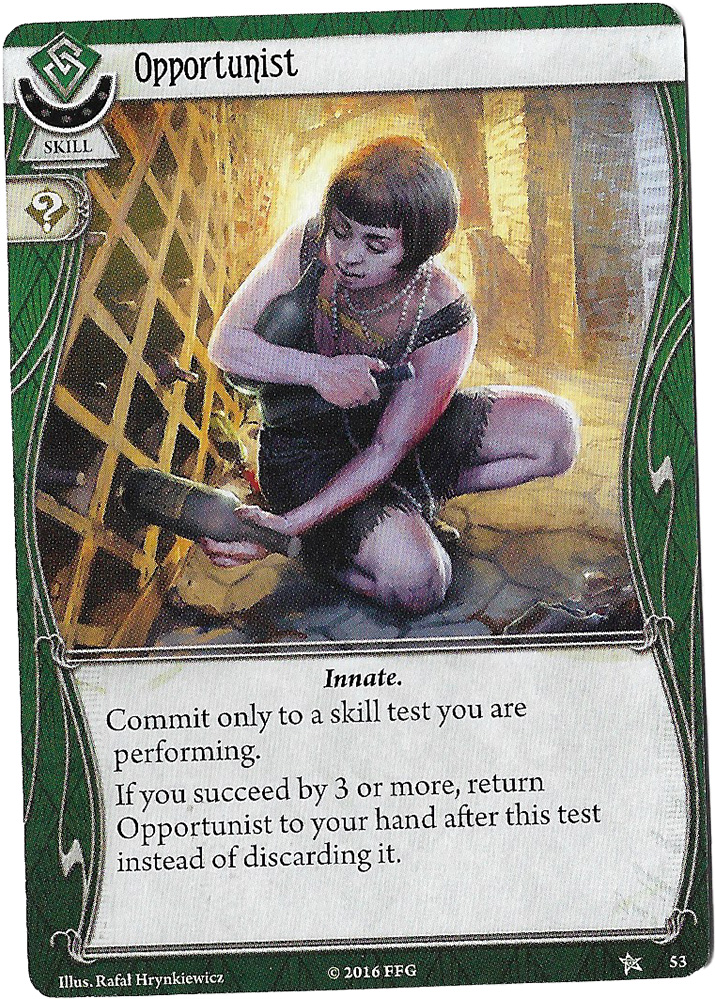 Opportunist
SKILL
?
Innate.
Commit only to a skill test you are
performing.
If you succeed by 3 or more, return
Opportunist to your hand after this test
instead of discarding it.
Illus. Rafał Hrynkiewicz
© 2016 FFG
53